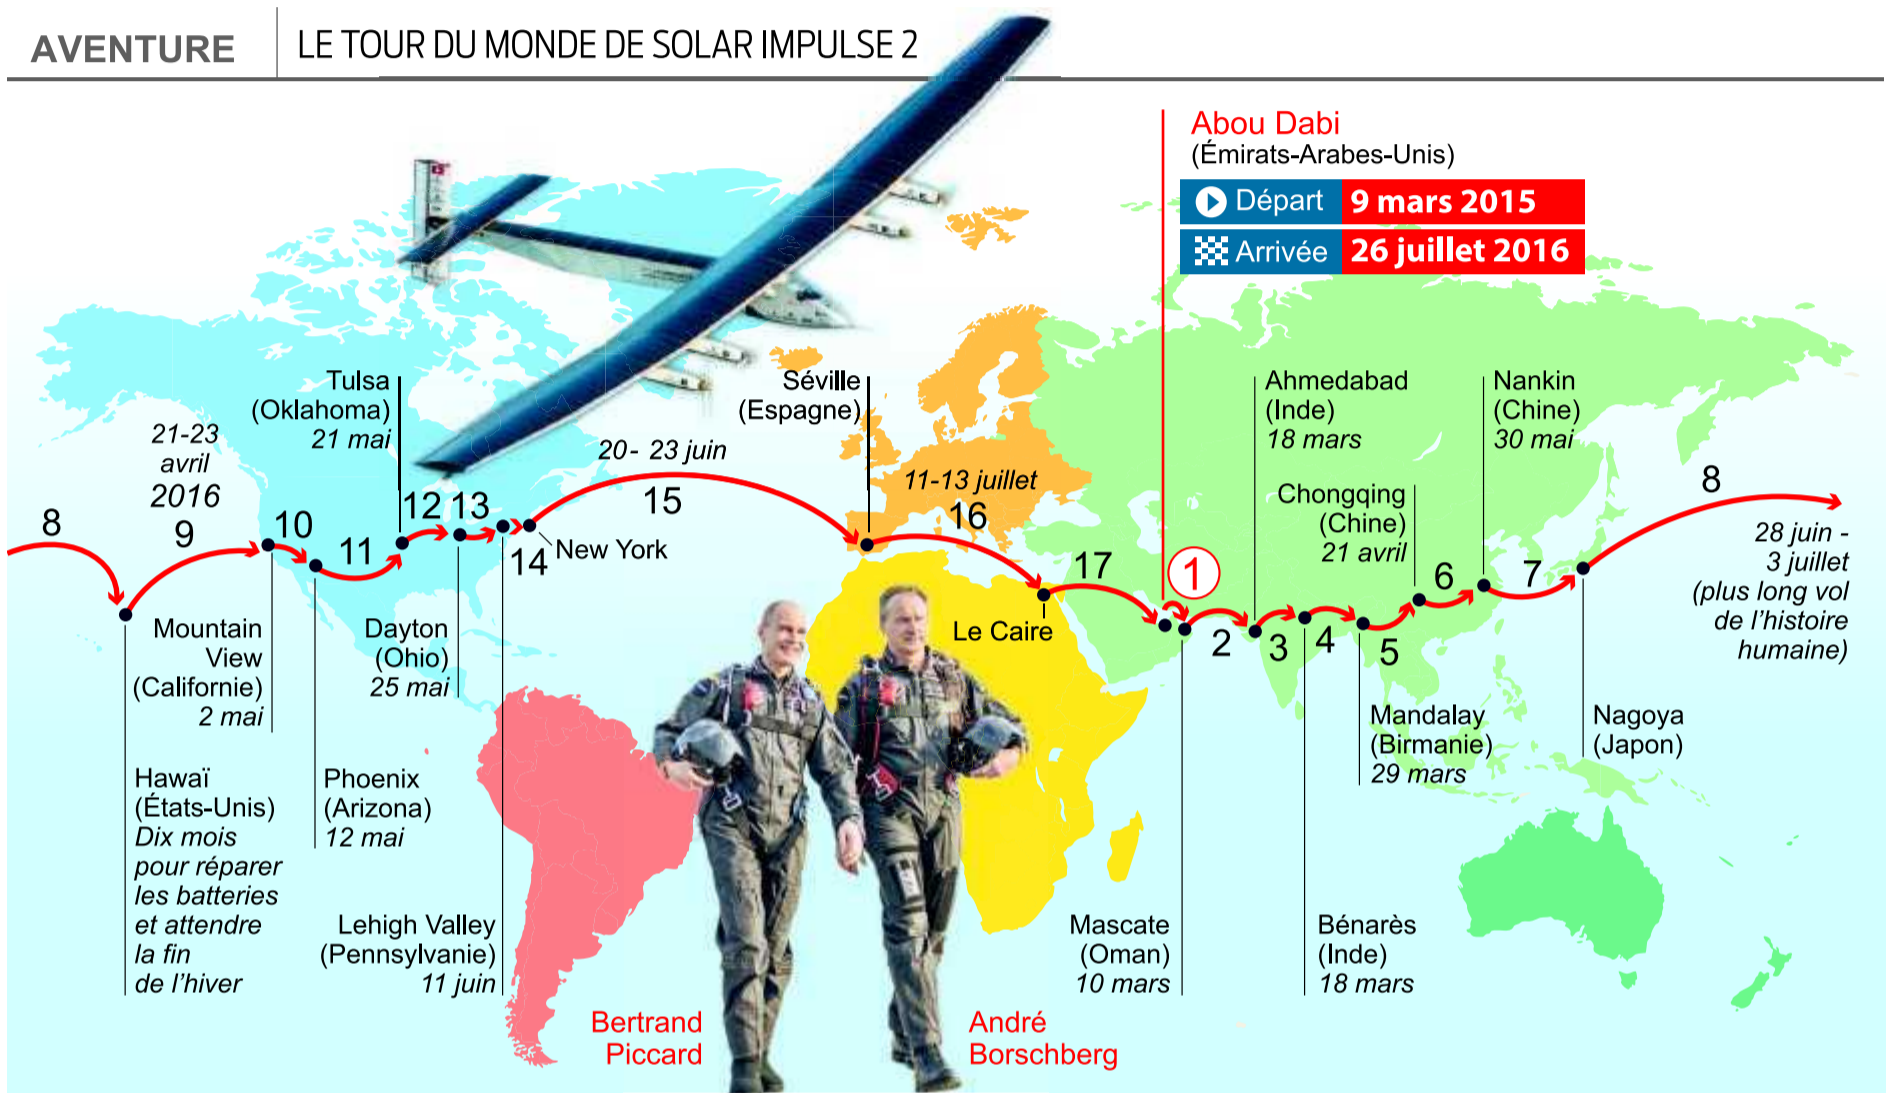 AVENTURE
LE TOUR DU MONDE DE SOLAR IMPULSE 2
Abou Dabi
(Émirats-Arabes-Unis)
Départ 9 mars 2015
Arrivée 26 juillet 2016
Tulsa
(Oklahoma)
21 mai
Séville
(Espagne)
Ahmedabad
(Inde)
18 mars
Nankin
(Chine)
30 mai
21-23
avril
2016
20- 23 juin
11-13 juillet
Chongqing
(Chine)
21 avril
8
9
10
11
12
13
14
15
16
17
1
2
3
4
5
6
7
8
28 juin -
3 juillet
(plus long vol
de l'histoire
humaine)
New York
Le Caire
Mountain
View
(Californie)
2 mai
Dayton
(Ohio)
25 mai
Mandalay
(Birmanie)
29 mars
Nagoya
(Japon)
Hawaï
(États-Unis)
Dix mois
pour réparer
les batteries
et attendre
la fin
de l'hiver
Phoenix
(Arizona)
12 mai
Lehigh Valley
(Pennsylvanie)
11 juin
Mascate
(Oman)
10 mars
Bénarès
(Inde)
18 mars
Bertrand
Piccard
André
Borschberg